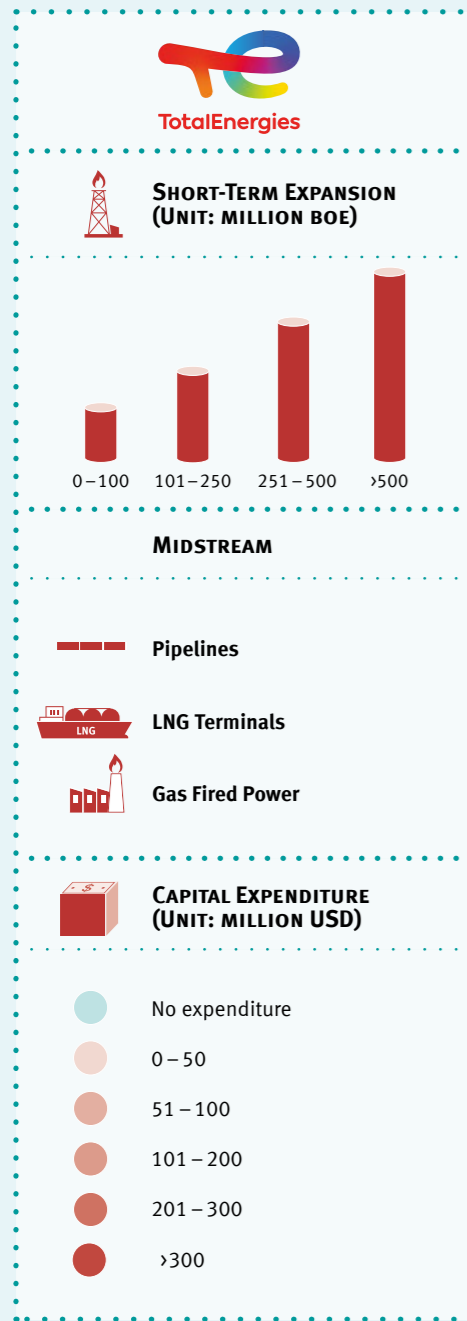 TotalEnergies
Short-Term Expansion
(Unit: million boe)
0–100 101–250 251–500 >500
Midstream
Pipelines
LNG
LNG Terminals
Gas Fired Power
$
Capital Expenditure
(Unit: million USD)
No expenditure
0–50
51–100
101–200
201–300
>300